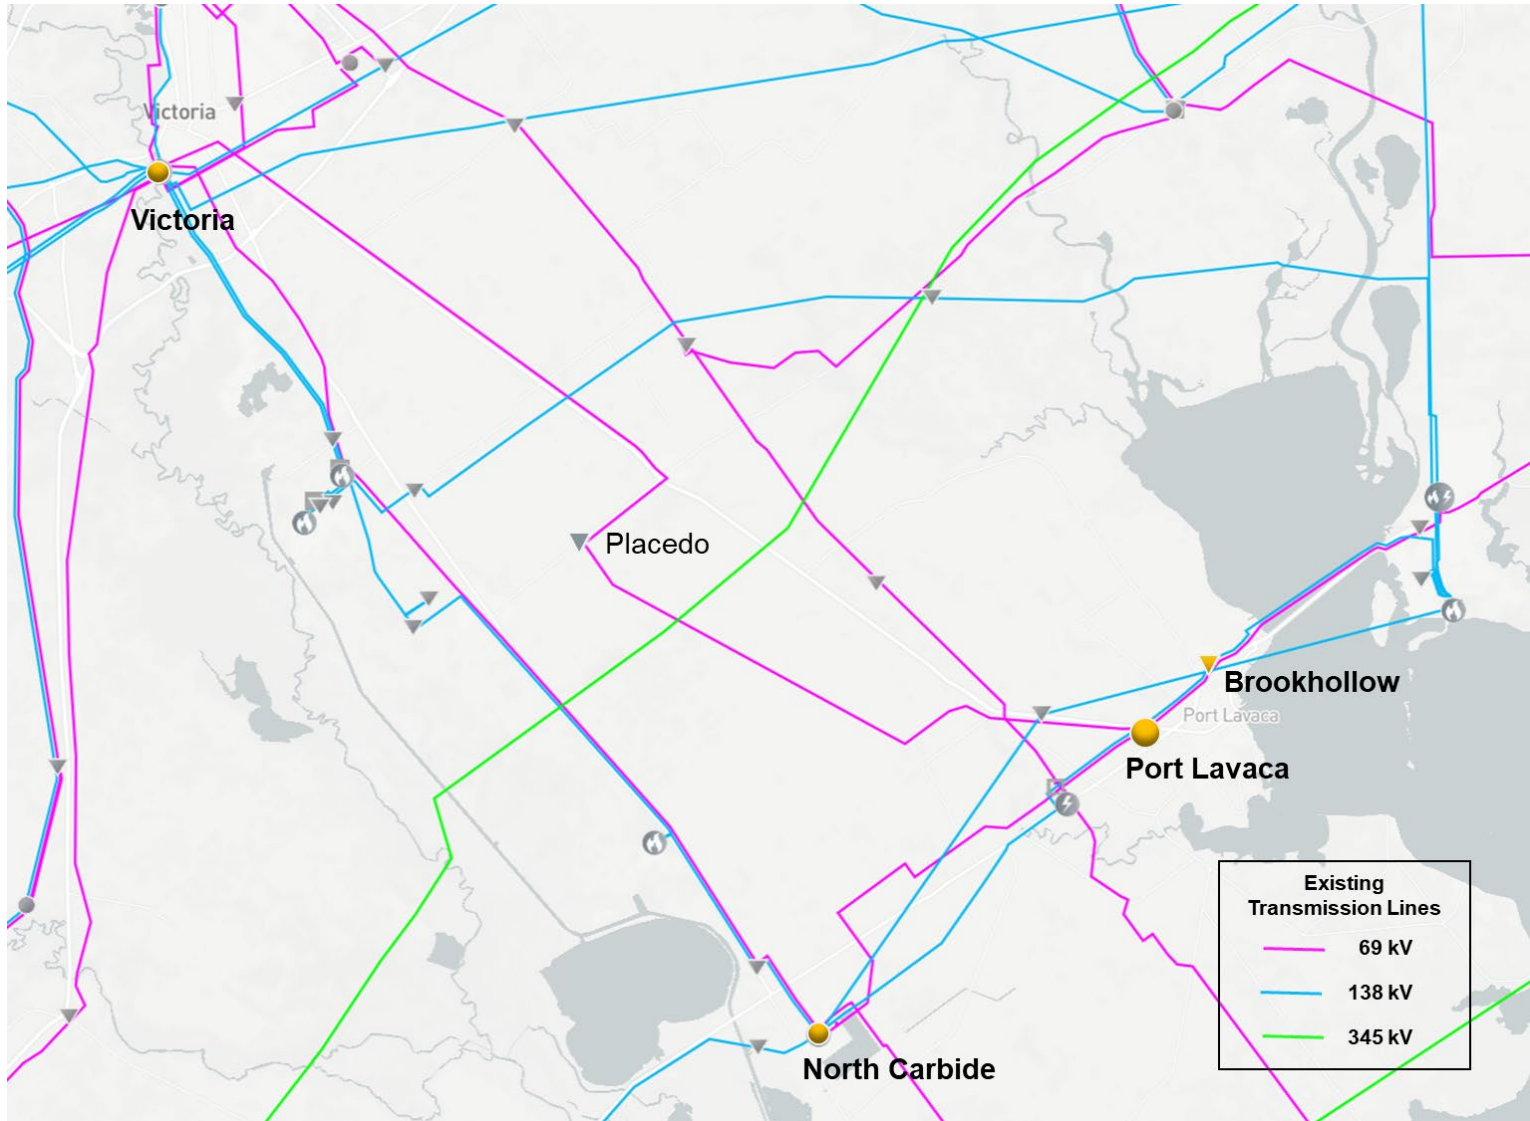 Victoria
Victoria
Placedo
Brookhollow
Port Lavaca
Port Lavaca
Existing
Transmission Lines
69 kV
138 kV
345 kV
North Carbide